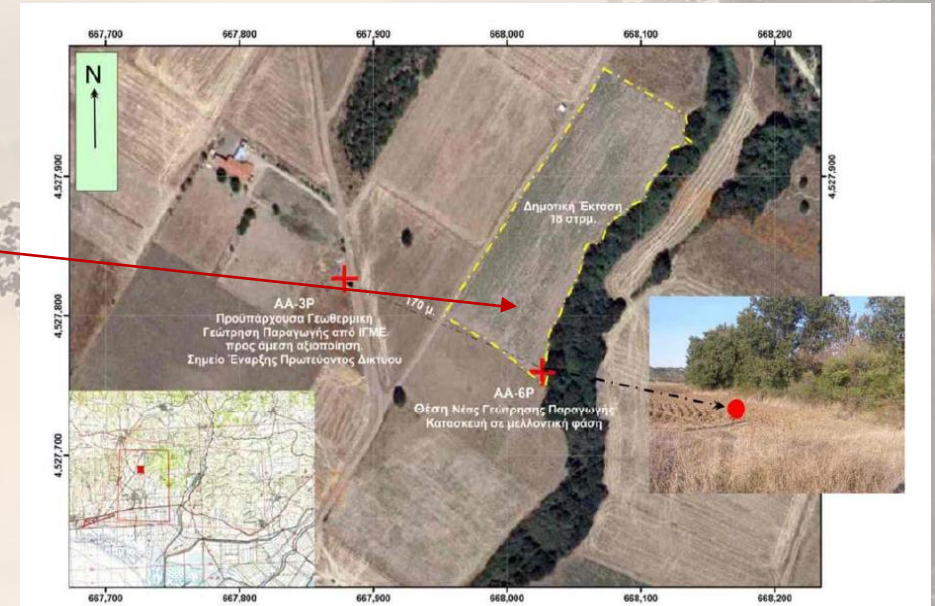 667,700 667,800 667,900 668,000 668,100 668,200
N
4,527,900
4,527,900
Δημοτική Έκταση
16 στρμ.
170 μ.
4,527,800
ΑΑ-3Ρ
Προϋπάρχουσα Γεωθερμική
Γεώτρηση Παραγωγής από ΙΓΜΕ
προς άμεση αξιοποίηση.
Σημείο Έναρξης Πρωτεύοντος Δικτύου
ΑΑ-6Ρ
Θέση Νέας Γεώτρησης Παραγωγής
Κατασκευή σε μελλοντική φάση
4,527,700
667,700 667,800 667,900 668,000 668,100 668,200